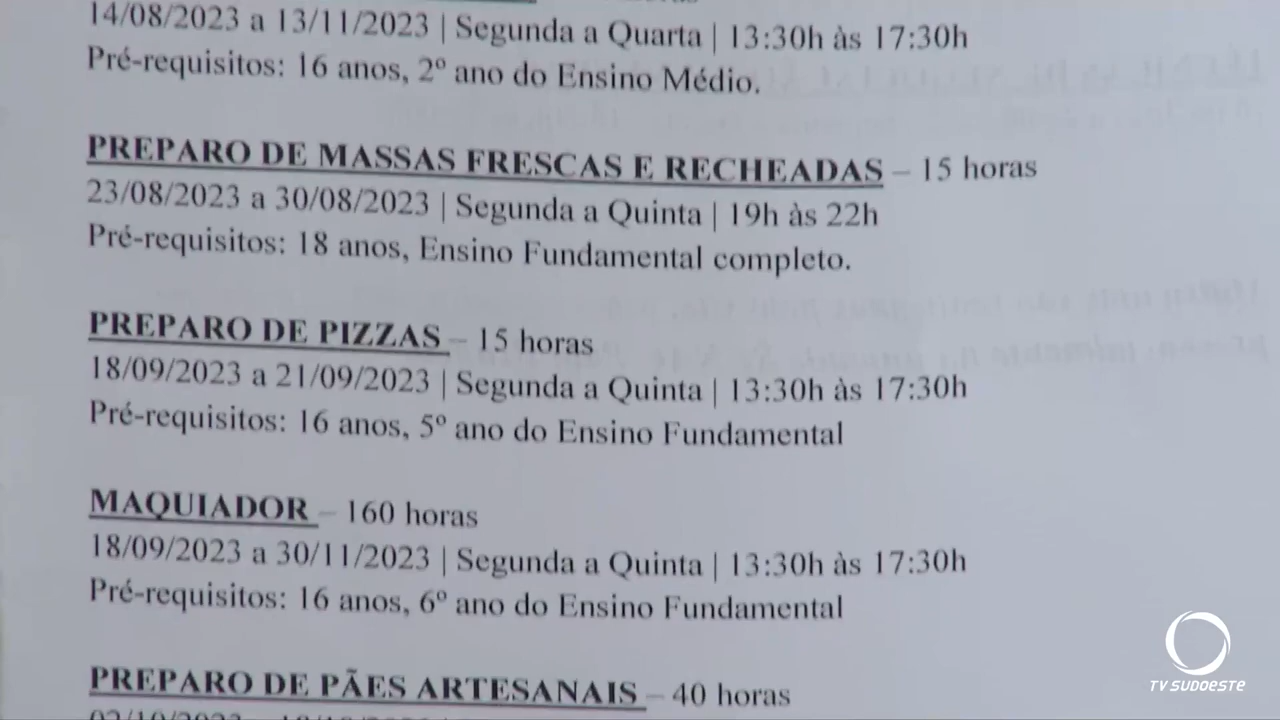 14/08/2023 a 13/11/2023 | Segunda a Quarta | 13:30h às 17:30h
Pré-requisitos: 16 anos, 2º ano do Ensino Médio.
PREPARO DE MASSAS FRESCAS E RECHEADAS – 15 horas
23/08/2023 a 30/08/2023 | Segunda a Quinta | 19h às 22h
Pré-requisitos: 18 anos, Ensino Fundamental completo.
PREPARO DE PIZZAS – 15 horas
18/09/2023 a 21/09/2023 | Segunda a Quinta | 13:30h às 17:30h
Pré-requisitos: 16 anos, 5º ano do Ensino Fundamental
MAQUIADOR – 160 horas
18/09/2023 a 30/11/2023 | Segunda a Quinta | 13:30h às 17:30h
Pré-requisitos: 16 anos, 6º ano do Ensino Fundamental
PREPARO DE PÃES ARTESANAIS – 40 horas
TV SUDOESTE